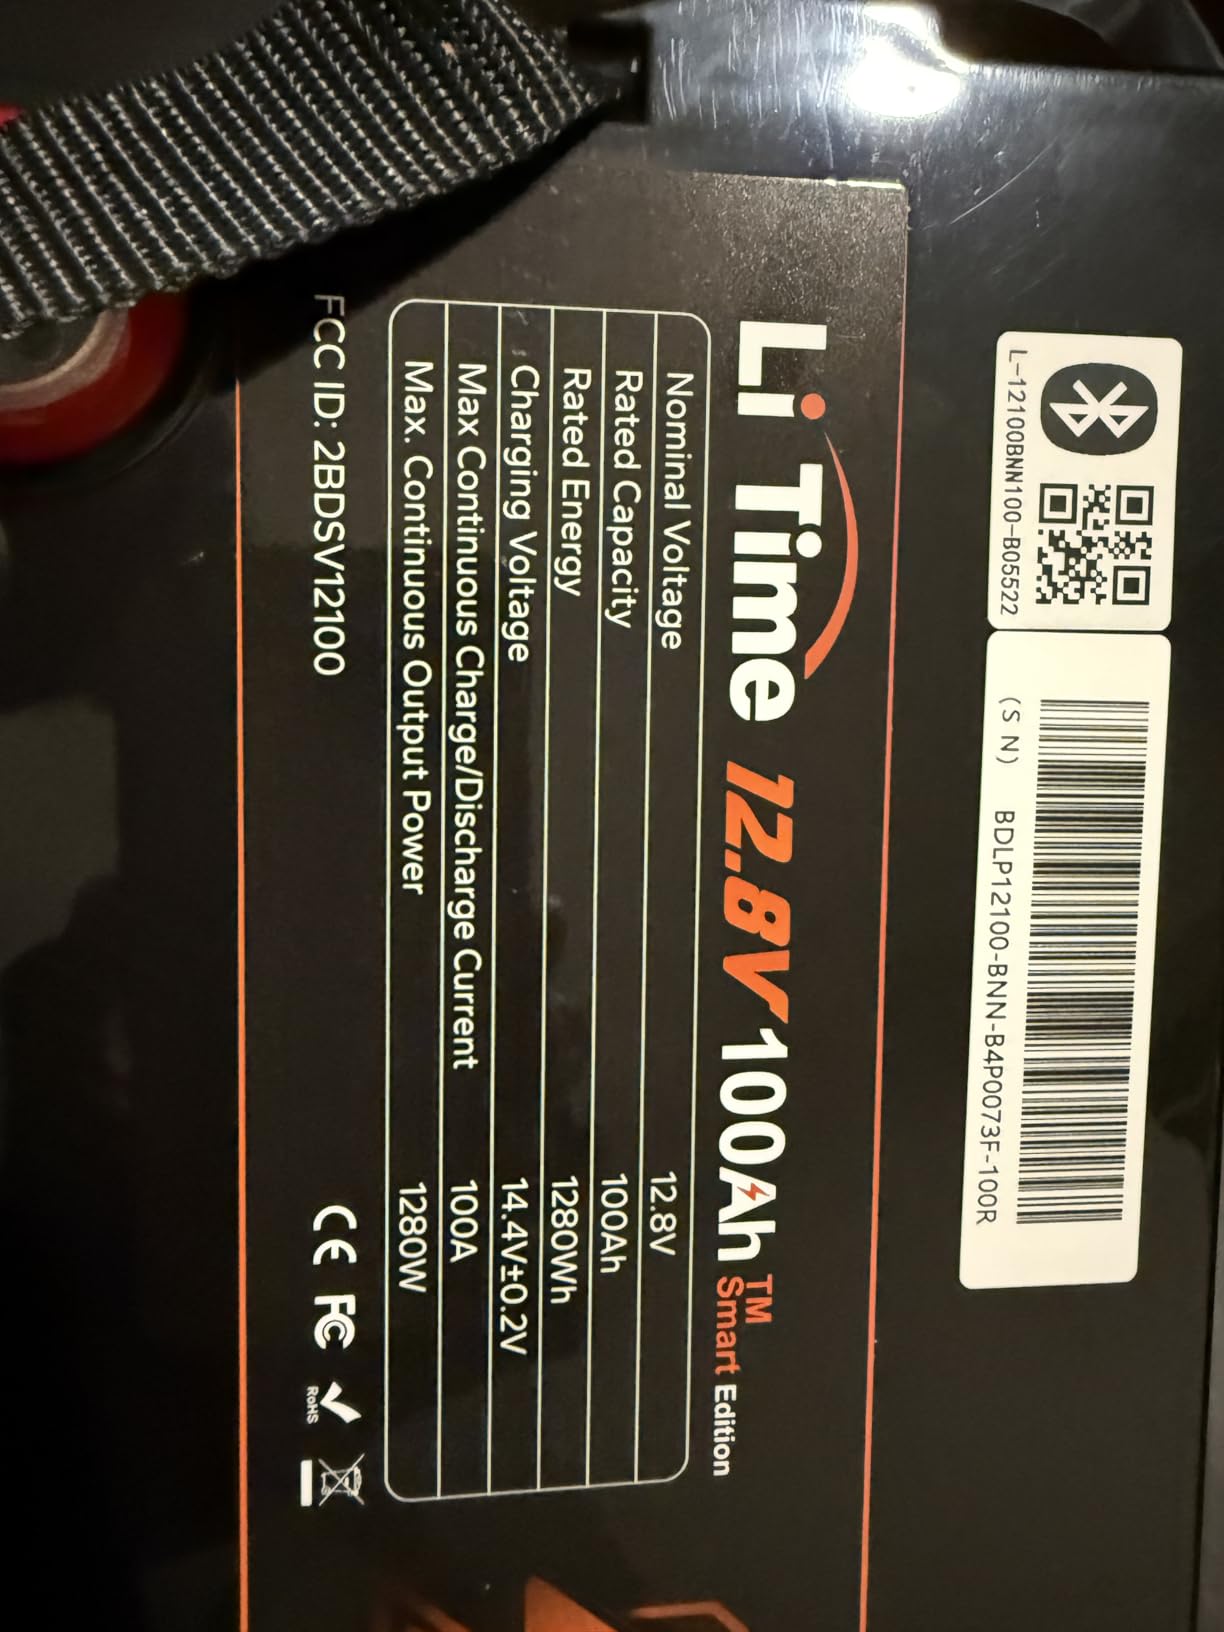 L-12100BNN100-B05522
(SN) BDLP12100-BNN-B4P0073F-100R
Li Time 12.8V 100Ah TM Smart Edition
Nominal Voltage 12.8V
Rated Capacity 100Ah
Rated Energy 1280Wh
Charging Voltage 14.4V±0.2V
Max Continuous Charge/Discharge Current 100A
Max. Continuous Output Power 1280W
FCC ID: 2BDSV12100 CE FC RoHS